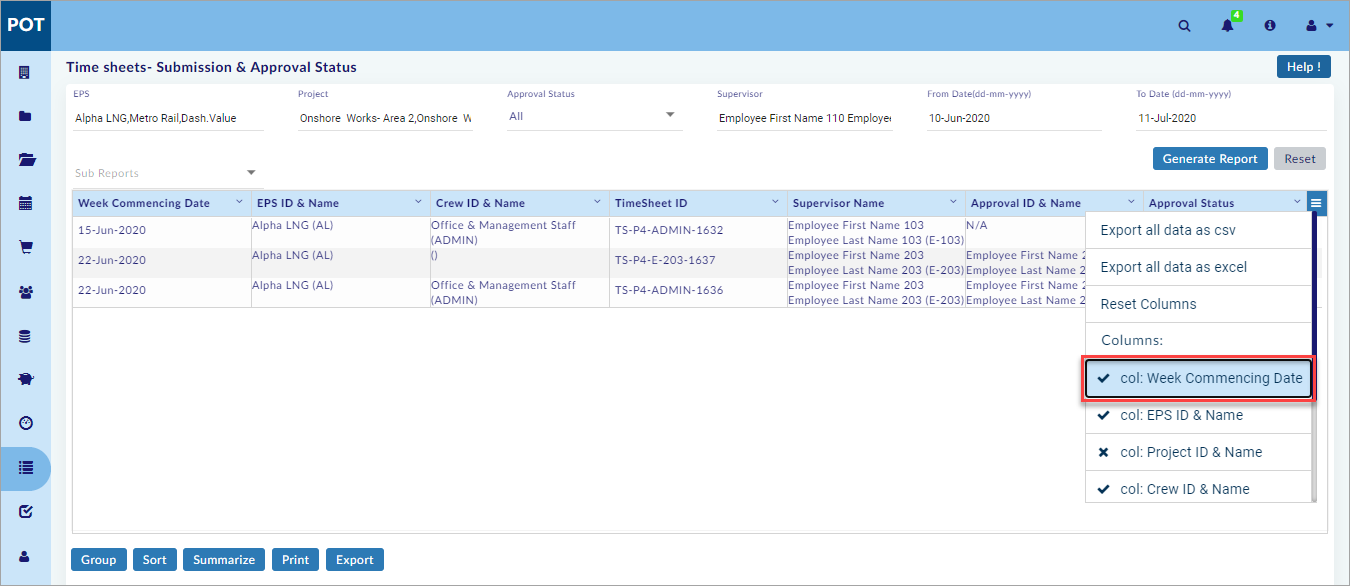 POT
4
Time sheets- Submission & Approval Status
Help !
EPS
Project
Approval Status
Supervisor
From Date(dd-mm-yyyy)
To Date (dd-mm-yyyy)
Alpha LNG,Metro Rail,Dash.Value
Onshore Works- Area 2,Onshore W
All
Employee First Name 110 Employee
10-Jun-2020
11-Jul-2020
Sub Reports
Generate Report
Reset
Week Commencing Date
EPS ID & Name
Crew ID & Name
TimeSheet ID
Supervisor Name
Approval ID & Name
Approval Status
15-Jun-2020
Alpha LNG (AL)
Office & Management Staff
(ADMIN)
TS-P4-ADMIN-1632
Employee First Name 103
Employee Last Name 103 (E-103)
N/A
22-Jun-2020
Alpha LNG (AL)
()
TS-P4-E-203-1637
Employee First Name 203
Employee Last Name 203 (E-203)
Employee First Name 2
Employee Last Name 2
22-Jun-2020
Alpha LNG (AL)
Office & Management Staff
(ADMIN)
TS-P4-ADMIN-1636
Employee First Name 203
Employee Last Name 203 (E-203)
Employee First Name 2
Employee Last Name 2
Export all data as csv
Export all data as excel
Reset Columns
Columns:
col: Week Commencing Date
col: EPS ID & Name
col: Project ID & Name
col: Crew ID & Name
Group
Sort
Summarize
Print
Export